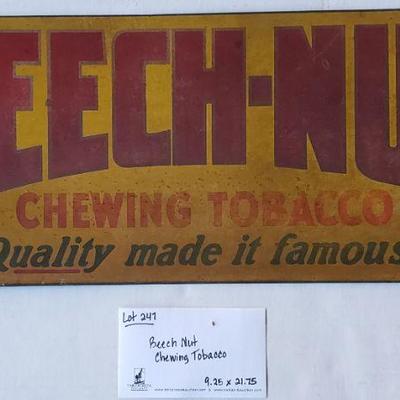 EECH-NU
CHEWING TOBACCO
Quality made it famous
Lot 247
Beech Nut
Chewing Tobacco
9.25 x 21.75